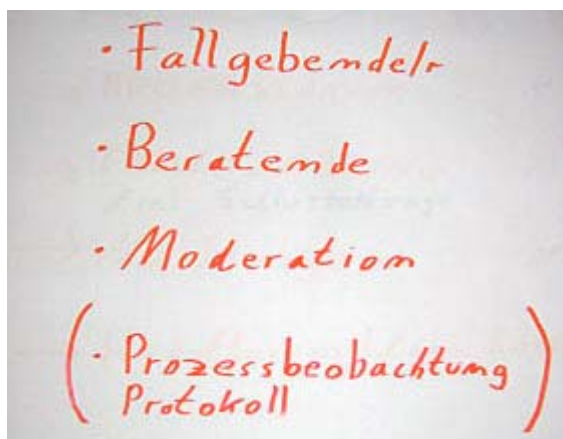 · Fallgebende/r
· Beratende
· Moderation
( · Prozessbeobachtung )
Protokoll